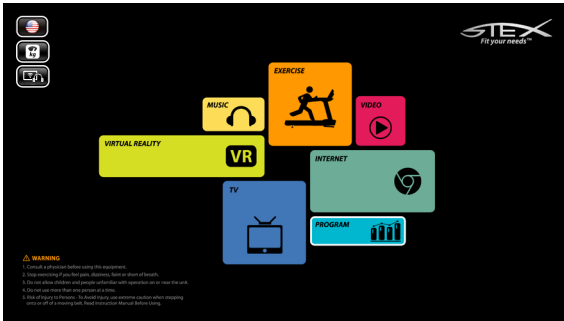 kg
STEX
Fit your needs™
EXERCISE
MUSIC
VIDEO
VIRTUAL REALITY
VR
INTERNET
TV
PROGRAM
WARNING
1. Consult a physician before using this equipment.
2. Stop exercising if you feel pain, dizziness, faint or short of breath.
3. Do not allow children and people unfamiliar with operation on or near the unit.
4. Do not use more than one person at a time.
5. Risk of Injury to Persons - To Avoid Injury, use extreme caution when stepping
onto or off of a moving belt. Read Instruction Manual Before Using.